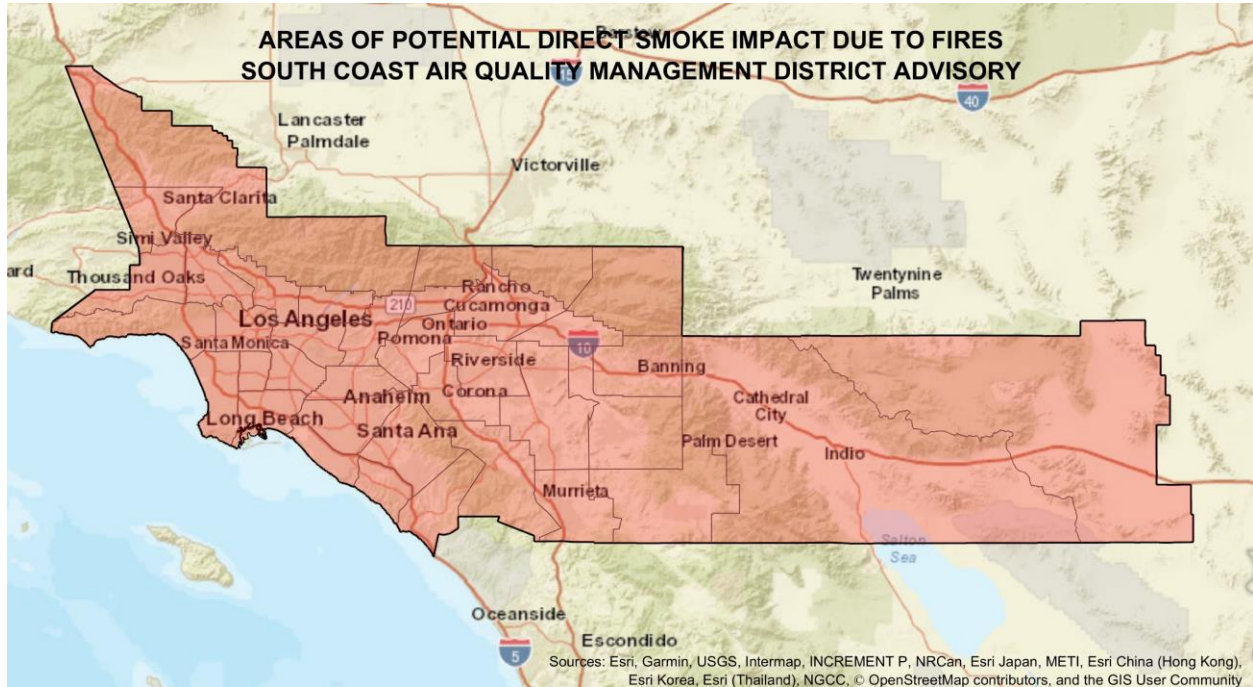 Barstow
AREAS OF POTENTIAL DIRECT SMOKE IMPACT DUE TO FIRES
SOUTH COAST AIR QUALITY MANAGEMENT DISTRICT ADVISORY
15
40
Lancaster
Palmdale
Victorville
Santa Clarita
Simi Valley
ard
Thousand Oaks
Twentynine
Palms
Rancho
Cucamonga
210
Los Angeles
Ontario
Santa Monica
Pomona
10
Riverside
Banning
Anaheim
Corona
Cathedral
City
Long Beach
Santa Ana
Palm Desert
Indio
Murrieta
Salton
Sea
Oceanside
Escondido
5
Sources: Esri, Garmin, USGS, Intermap, INCREMENT P, NRCan, Esri Japan, METI, Esri China (Hong Kong),
Esri Korea, Esri (Thailand), NGCC, © OpenStreetMap contributors, and the GIS User Community